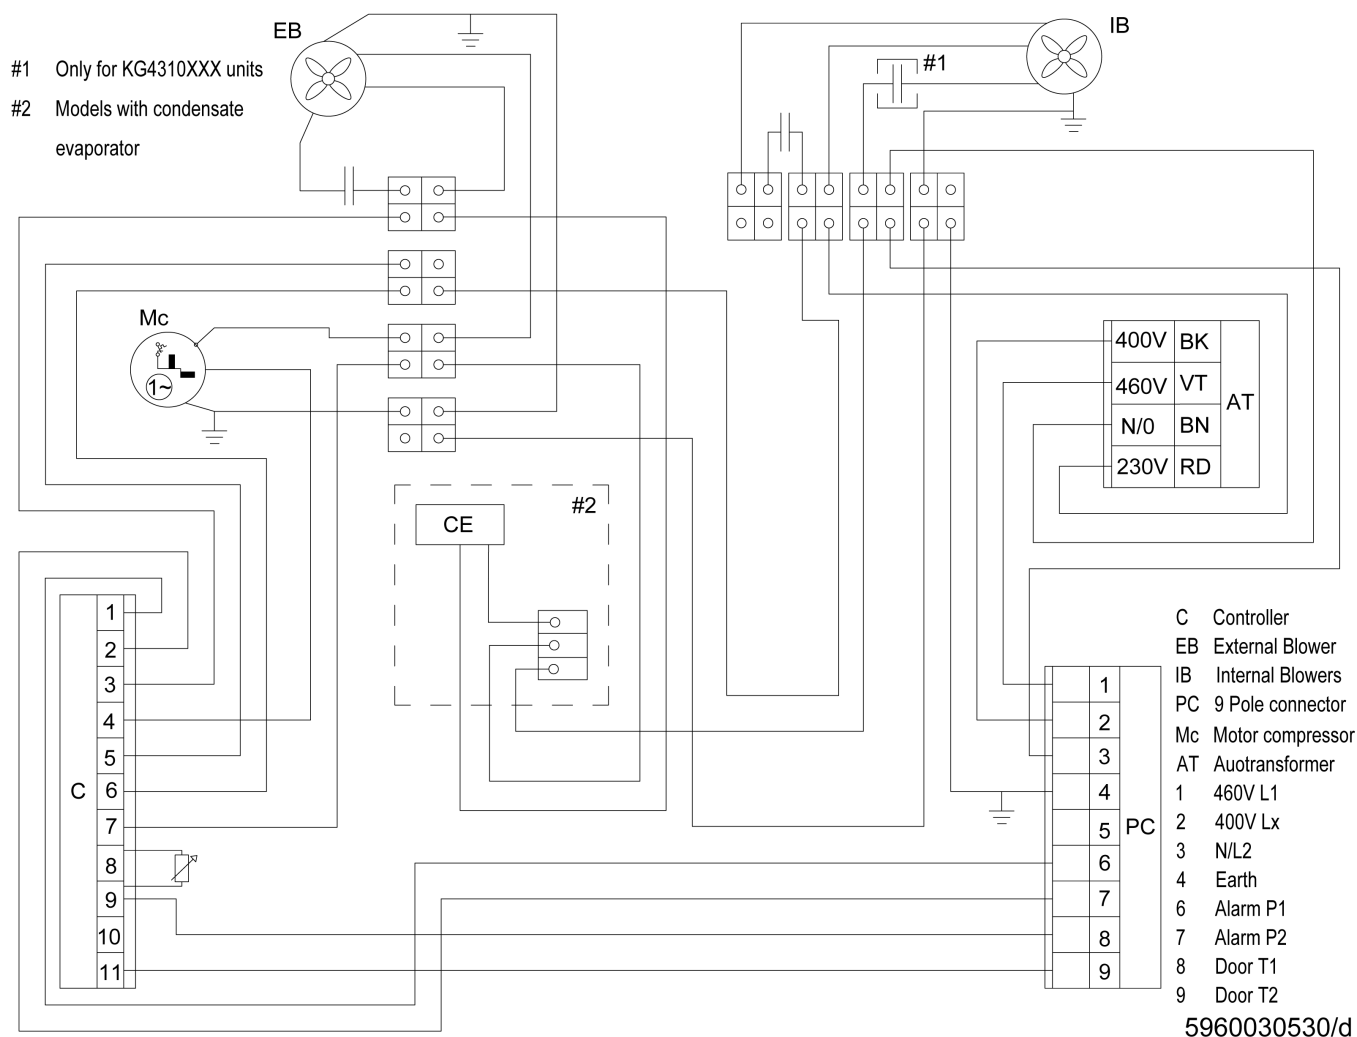 EB
IB
#1 Only for KG4310XXX units
#2 Models with condensate
evaporator
#1
Mc
1~
400V BK
460V VT
AT
N/0 BN
230V RD
#2
CE
C
1
2
3
4
5
6
7
8
9
10
11
PC
1
2
3
4
5
6
7
8
9
C Controller
EB External Blower
IB Internal Blowers
PC 9 Pole connector
Mc Motor compressor
AT Auotransformer
1 460V L1
2 400V Lx
3 N/L2
4 Earth
6 Alarm P1
7 Alarm P2
8 Door T1
9 Door T2
5960030530/d